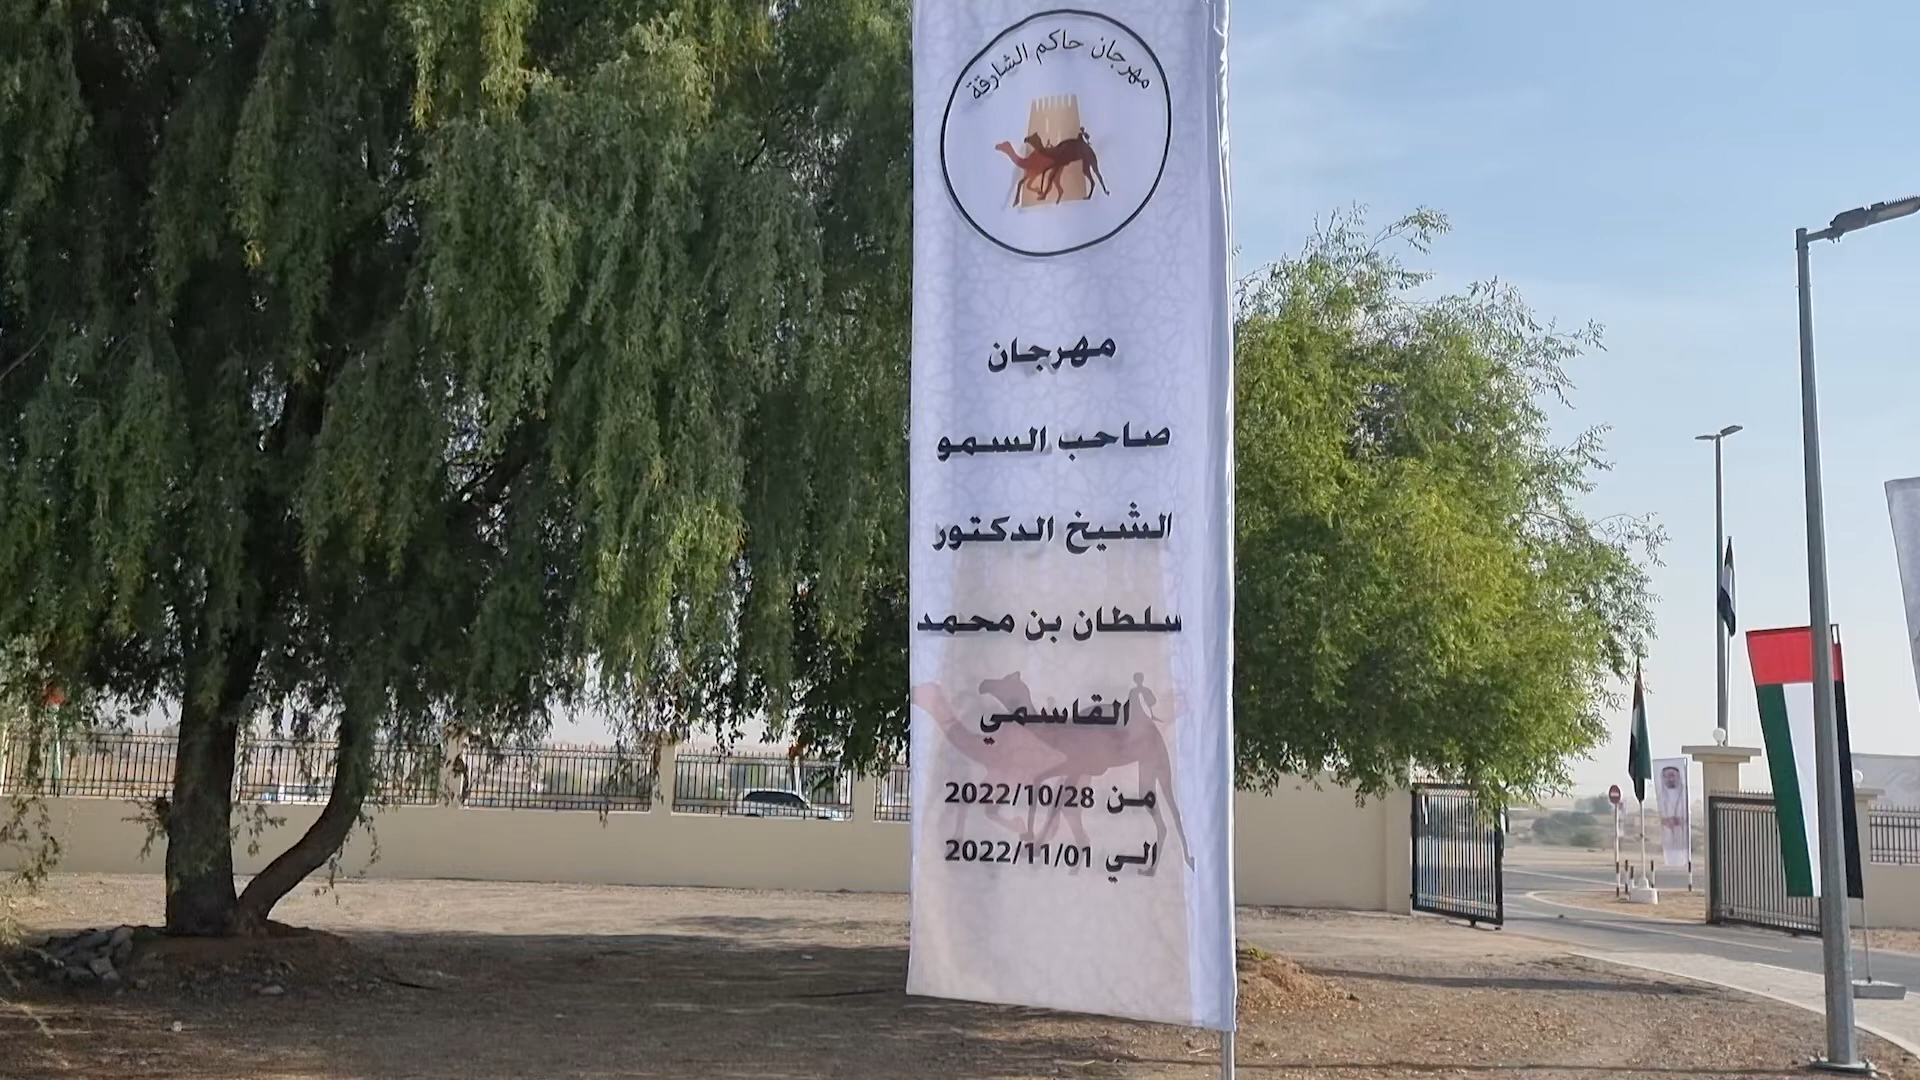 مهرجان حاكم الشارقة
مهرجان
صاحب السمو
الشيخ الدكتور
سلطان بن محمد
القاسمي
من 2022/10/28
الي 2022/11/01